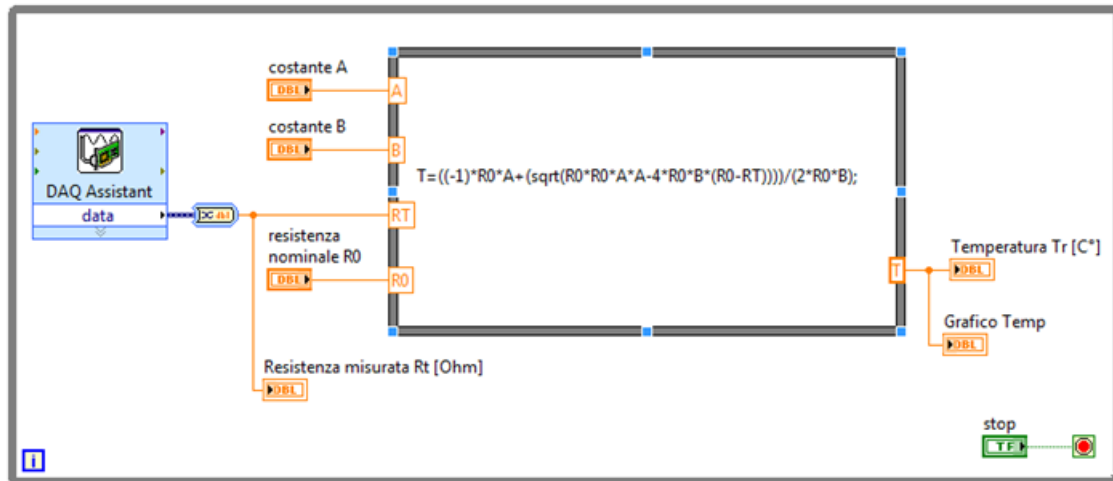 costante A
DBL
A
costante B
DBL
B
DAQ Assistant
data
T=((-1)*R0*A+(sqrt(R0*R0*A*A-4*R0*B*(R0-RT))))/(2*R0*B);
RT
resistenza
nominale R0
DBL
R0
T
Temperatura Tr [C°]
DBL
Grafico Temp
DBL
Resistenza misurata Rt [Ohm]
DBL
stop
TF
i